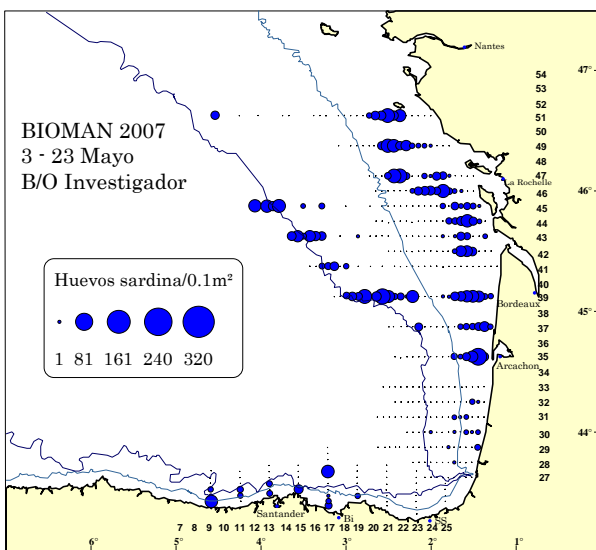 Nantes
47°
54
53
52
51
50
49
48
47
46
45
44
43
42
41
40
39
38
37
36
35
34
33
32
31
30
29
28
27
La Rochelle
46°
BIOMAN 2007
3 - 23 Mayo
B/O Investigador
Huevos sardina/0.1m²
1 81 161 240 320
Bordeaux
45°
Arcachon
44°
Santander
Bi
SS
7 8 9 10 11 12 13 14 15 16 17 18 19 20 21 22 23 24 25
6° 5° 4° 3° 2° 1°